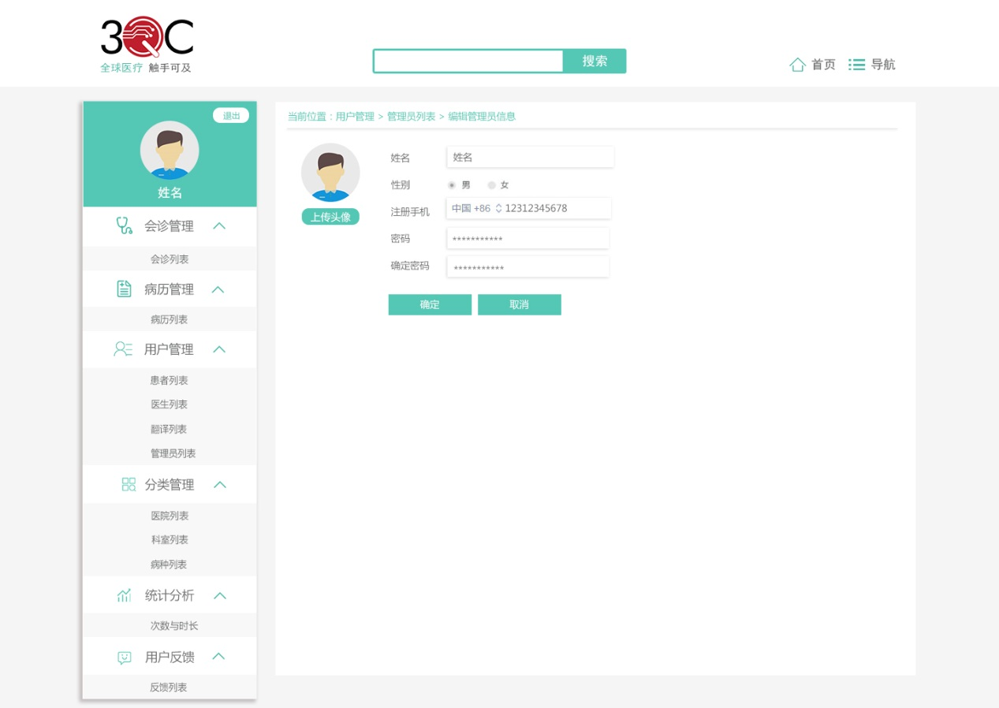 3QC
全球医疗 触手可及
搜索
首页
导航
退出
姓名
会诊管理
会诊列表
病历管理
病历列表
用户管理
患者列表
医生列表
翻译列表
管理员列表
分类管理
医院列表
科室列表
病种列表
统计分析
次数与时长
用户反馈
反馈列表
当前位置：用户管理 > 管理员列表 > 编辑管理员信息
上传头像
姓名 姓名
性别 男 女
注册手机 中国 +86 12312345678
密码 ***********
确定密码 ***********
确定 取消